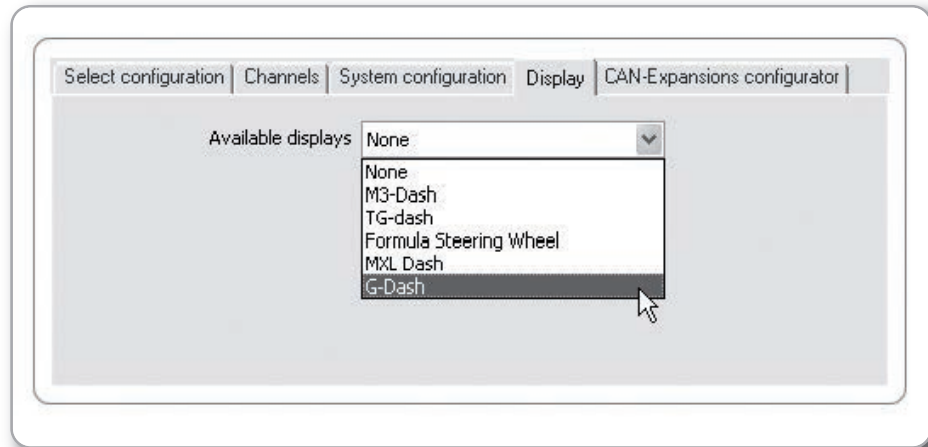 Select configuration Channels System configuration Display CAN-Expansions configurator
Available displays None
None
M3-Dash
TG-dash
Formula Steering Wheel
MXL Dash
G-Dash